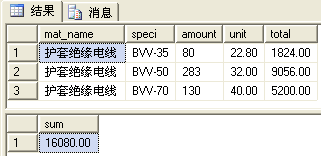 结果 消息
mat_name speci amount unit total
1 护套绝缘电线 BVV-35 80 22.80 1824.00
2 护套绝缘电线 BVV-50 283 32.00 9056.00
3 护套绝缘电线 BVV-70 130 40.00 5200.00
sum
1 16080.00